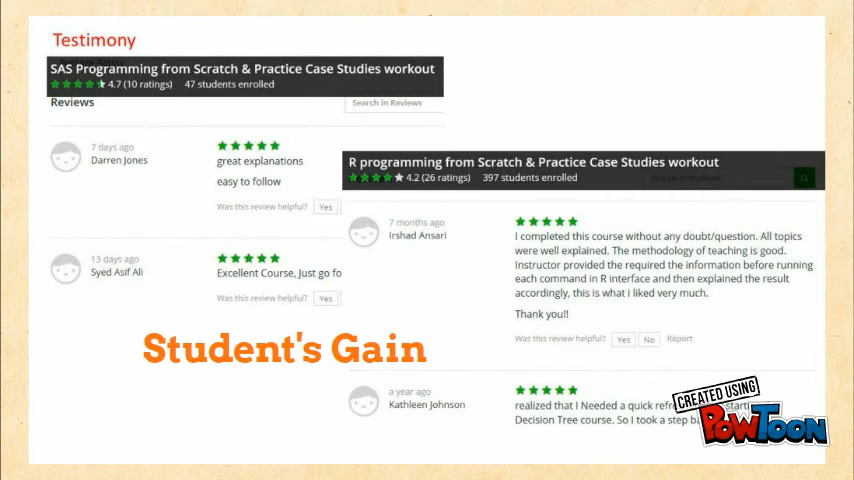 Testimony
SAS Programming from Scratch & Practice Case Studies workout
4.7 (10 ratings) 47 students enrolled
Reviews
Search in Reviews
7 days ago
Darren Jones
great explanations
easy to follow
Was this review helpful? Yes
13 days ago
Syed Asif Ali
Excellent Course, Just go fo
Was this review helpful? Yes
R programming from Scratch & Practice Case Studies workout
4.2 (26 ratings) 397 students enrolled
7 months ago
Irshad Ansari
I completed this course without any doubt/question. All topics
were well explained. The methodology of teaching is good.
Instructor provided the required the information before running
each command in R interface and then explained the result
accordingly, this is what i liked very much.
Thank you!!
Was this review helpful? Yes No Report
Student's Gain
a year ago
Kathleen Johnson
realized that I Needed a quick
Decision Tree course. So I took a step
CREATED USING
POWTOON